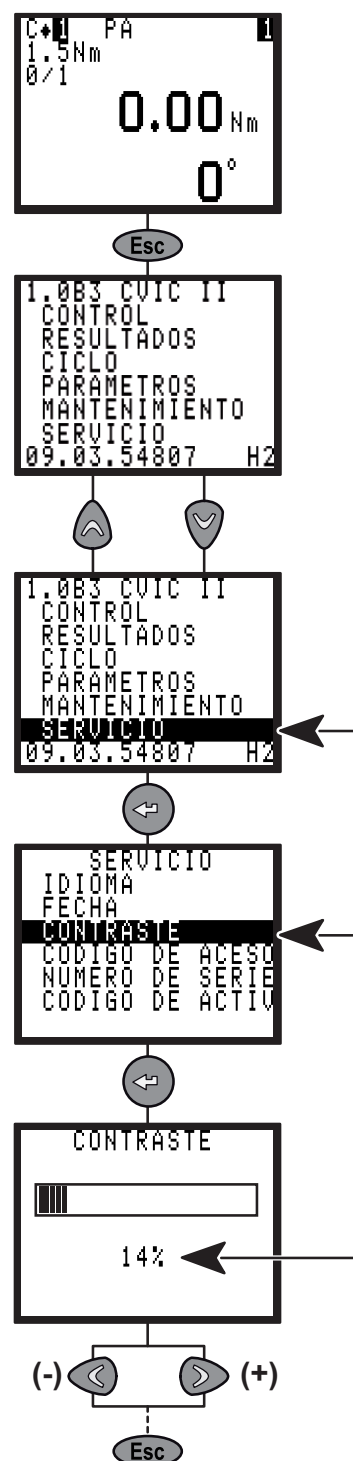 C♦1 PA 1
1.5Nm
0/1
0.00 Nm
0°
Esc
1.0B3 CVIC II
CONTROL
RESULTADOS
CICLO
PARAMETROS
MANTENIMIENTO
SERVICIO
09.03.54807 H2
1.0B3 CVIC II
CONTROL
RESULTADOS
CICLO
PARAMETROS
MANTENIMIENTO
SERVICIO
09.03.54807 H2
SERVICIO
IDIOMA
FECHA
CONTRASTE
CODIGO DE ACESO
NUMERO DE SERIE
CODIGO DE ACTIV
CONTRASTE
14%
(-) (+)
Esc